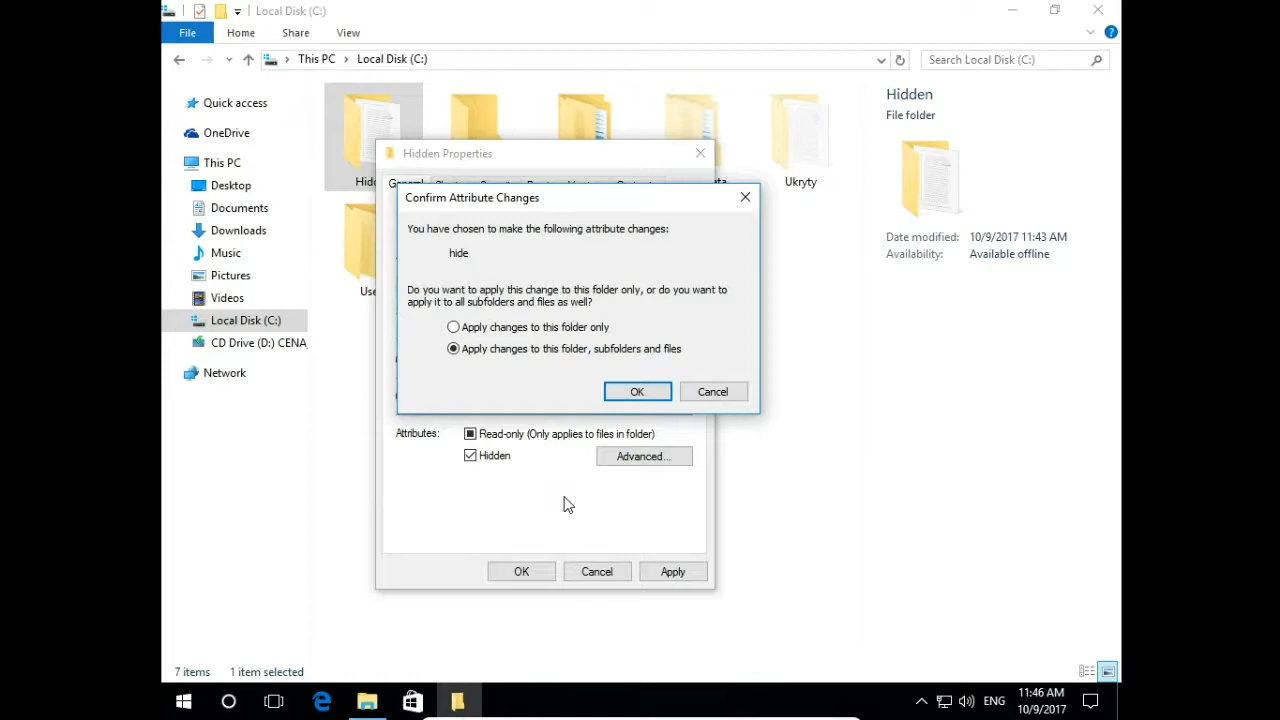 Local Disk (C:)
File
Home
Share
View
This PC
Local Disk (C:)
Search Local Disk (C:)
Quick access
OneDrive
This PC
Desktop
Documents
Downloads
Music
Pictures
Videos
Local Disk (C:)
CD Drive (D:) CENA
Network
Ukryty
Hidden
File folder
Date modified: 10/9/2017 11:43 AM
Availability: Available offline
Hidden Properties
Confirm Attribute Changes
You have chosen to make the following attribute changes:
hide
Do you want to apply this change to this folder only, or do you want to
apply it to all subfolders and files as well?
Apply changes to this folder only
Apply changes to this folder, subfolders and files
OK
Cancel
Attributes:
Read-only (Only applies to files in folder)
Hidden
Advanced...
OK
Cancel
Apply
7 items
1 item selected
ENG
11:46 AM
10/9/2017